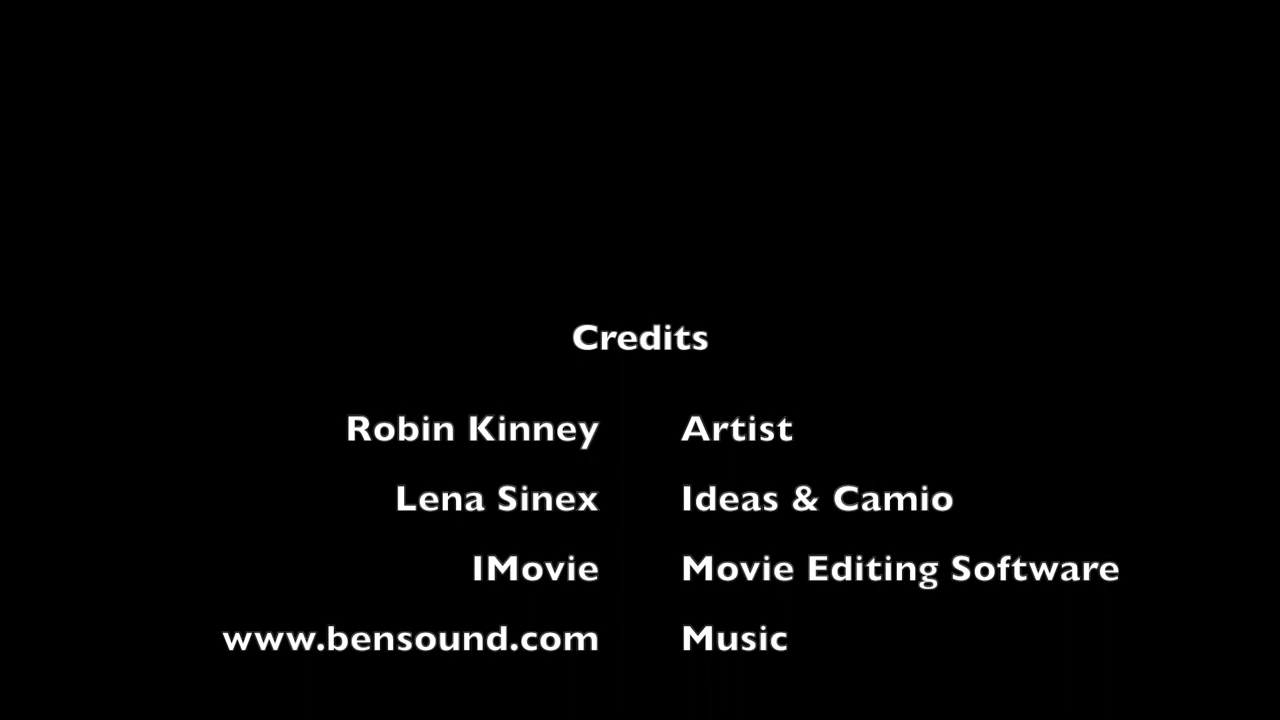 Credits
Robin Kinney Artist
Lena Sinex Ideas & Camio
IMovie Movie Editing Software
www.bensound.com Music